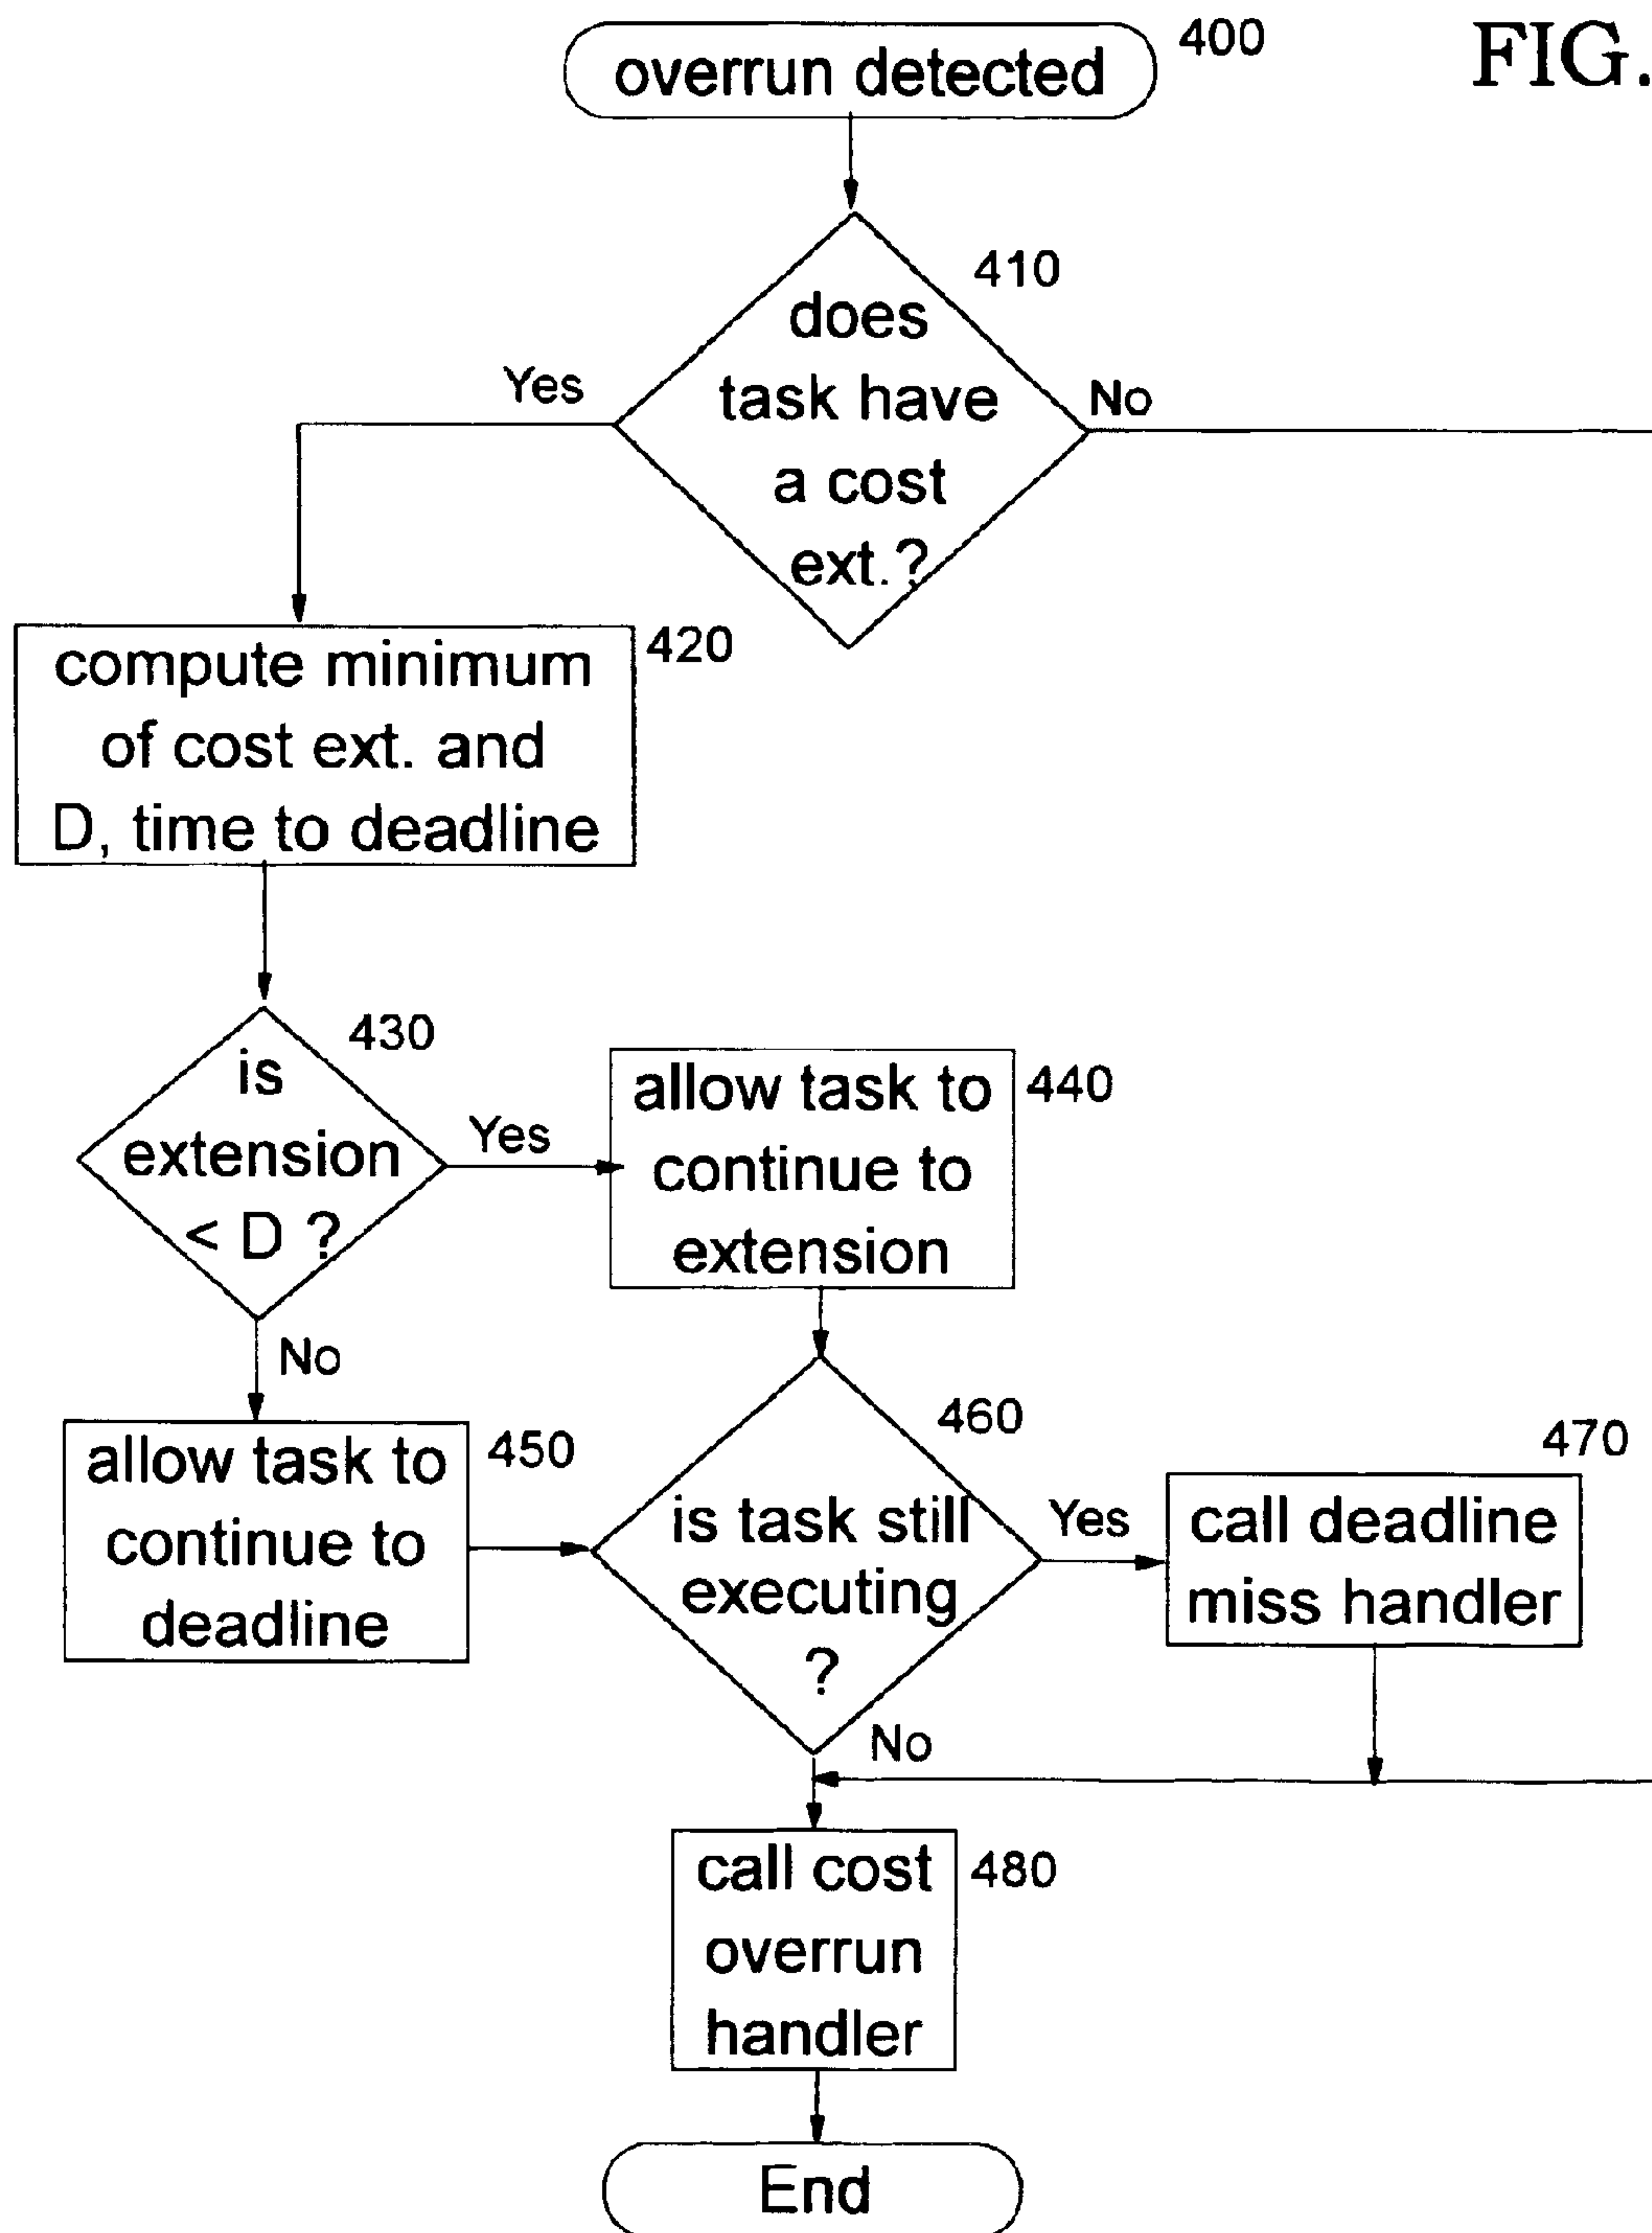 overrun detected
400
FIG.
410
does
task have
a cost
ext.?
Yes
No
compute minimum
of cost ext. and
D, time to deadline
420
430
is
extension
< D ?
Yes
No
allow task to
continue to
extension
440
allow task to
continue to
deadline
450
460
is task still
executing
?
Yes
No
470
call deadline
miss handler
call cost
overrun
handler
480
End